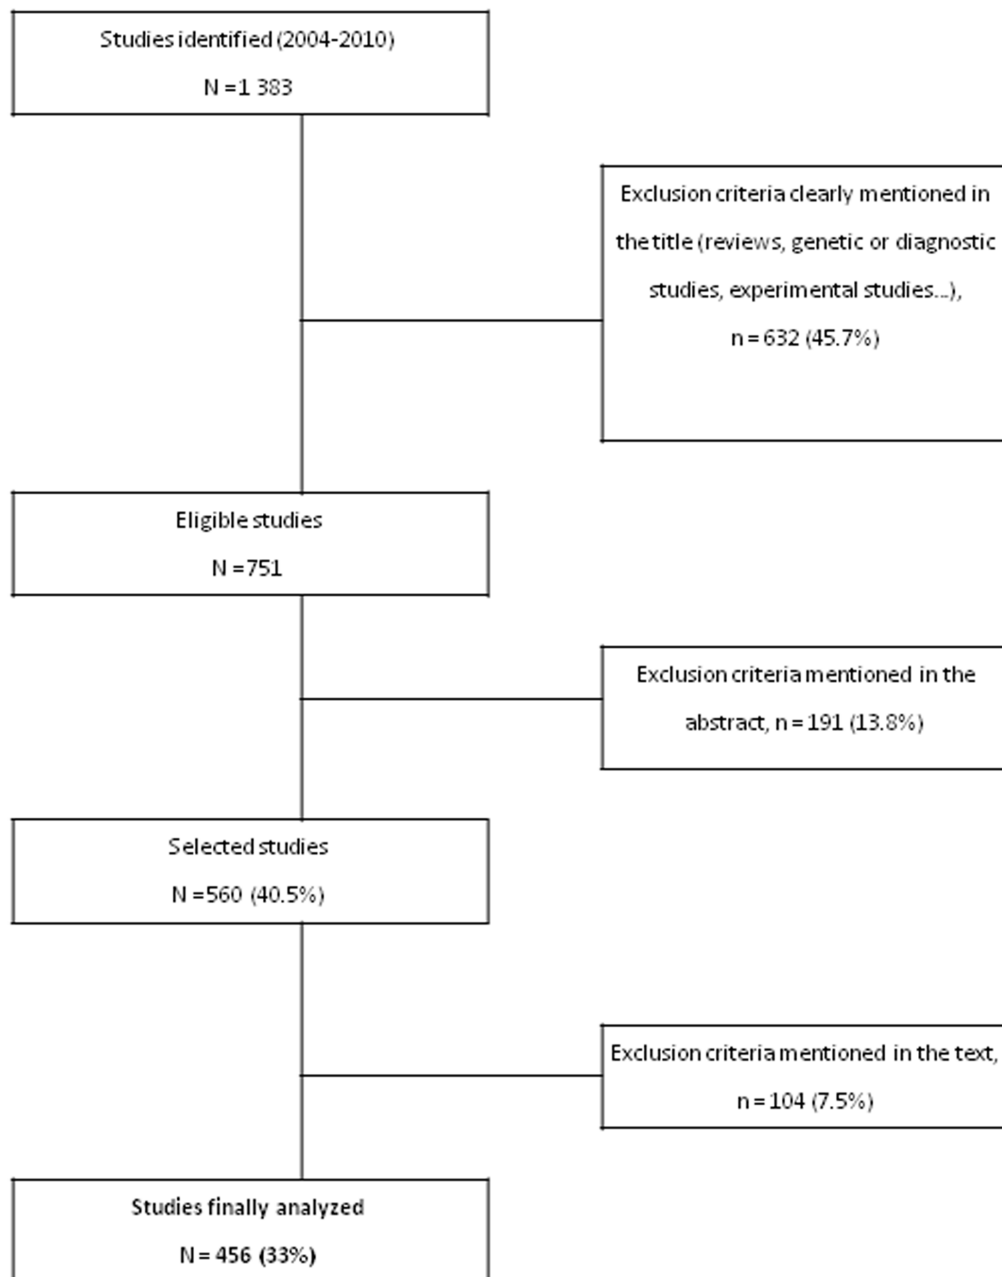 Studies identified (2004-2010)
N =1 383
Exclusion criteria clearly mentioned in
the title (reviews, genetic or diagnostic
studies, experimental studies...),
n = 632 (45.7%)
Eligible studies
N =751
Exclusion criteria mentioned in the
abstract, n = 191 (13.8%)
Selected studies
N =560 (40.5%)
Exclusion criteria mentioned in the text,
n = 104 (7.5%)
Studies finally analyzed
N = 456 (33%)